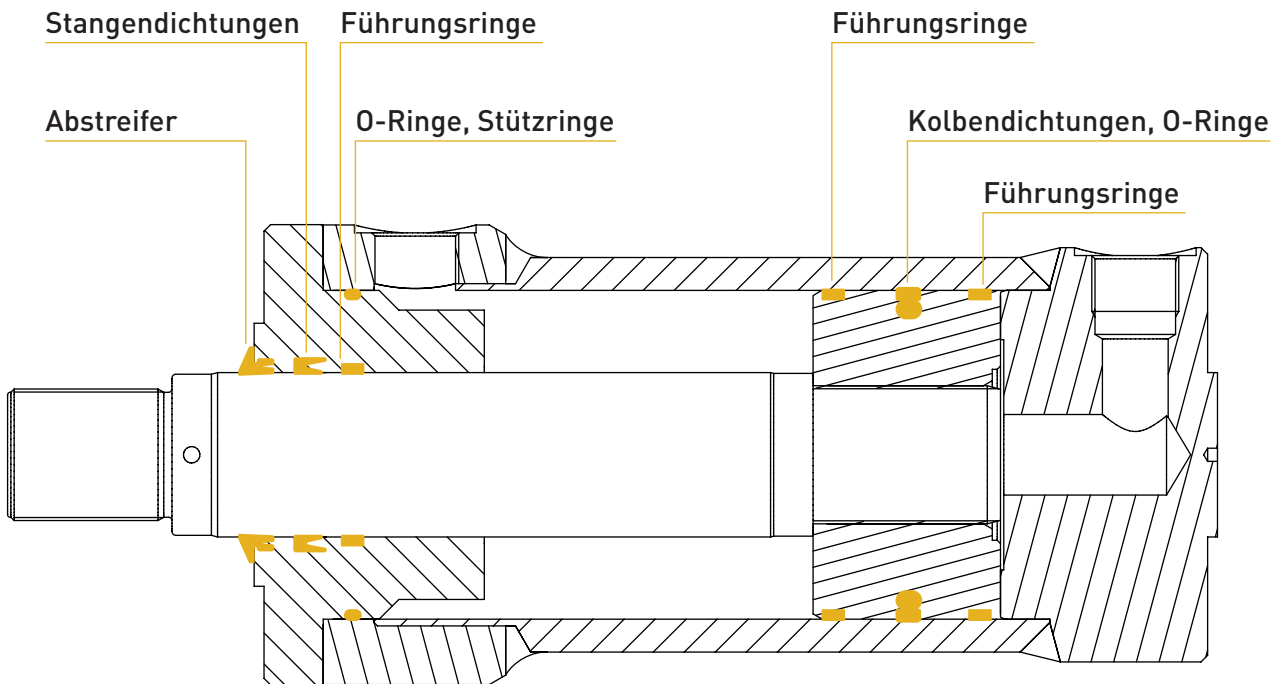 Stangendichtungen
Führungsringe
Führungsringe
Abstreifer
O-Ringe, Stützringe
Kolbendichtungen, O-Ringe
Führungsringe